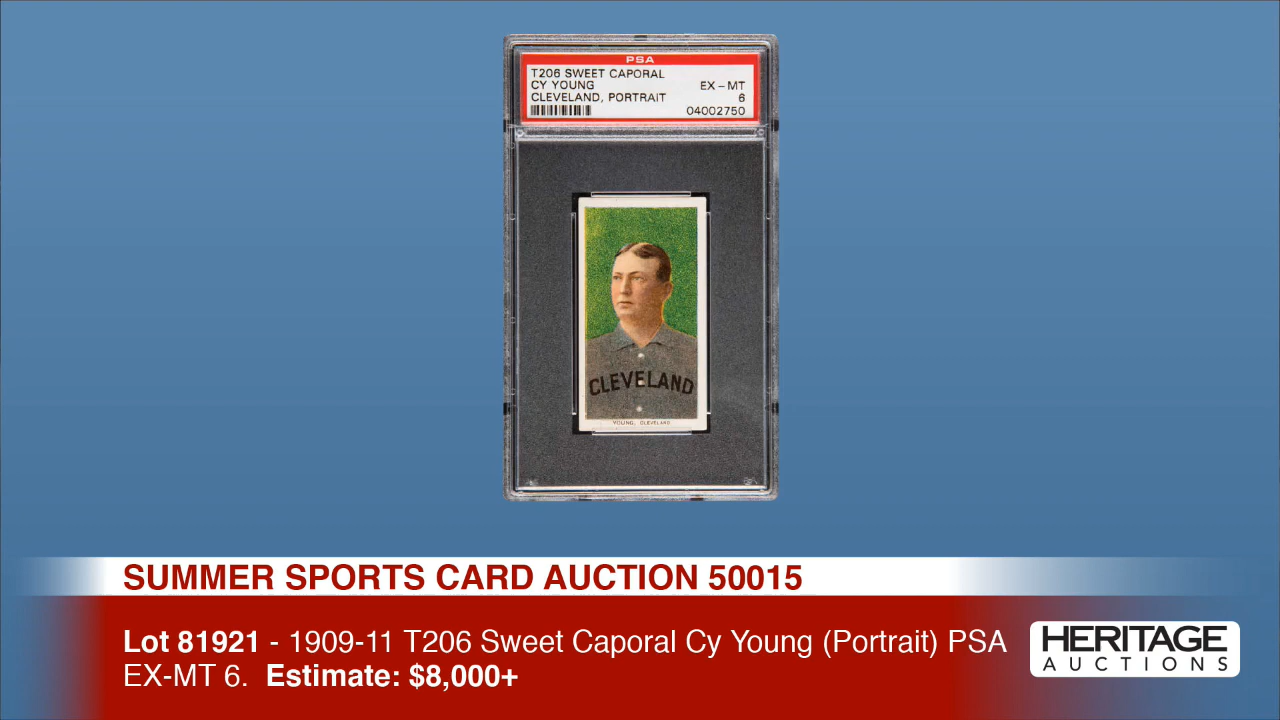 PSA
T206 SWEET CAPORAL
CY YOUNG EX – MT
CLEVELAND, PORTRAIT 6
04002750
CLEVELAND
YOUNG, CLEVELAND
SUMMER SPORTS CARD AUCTION 50015
Lot 81921 - 1909-11 T206 Sweet Caporal Cy Young (Portrait) PSA
EX-MT 6. Estimate: $8,000+
HERITAGE
AUCTIONS